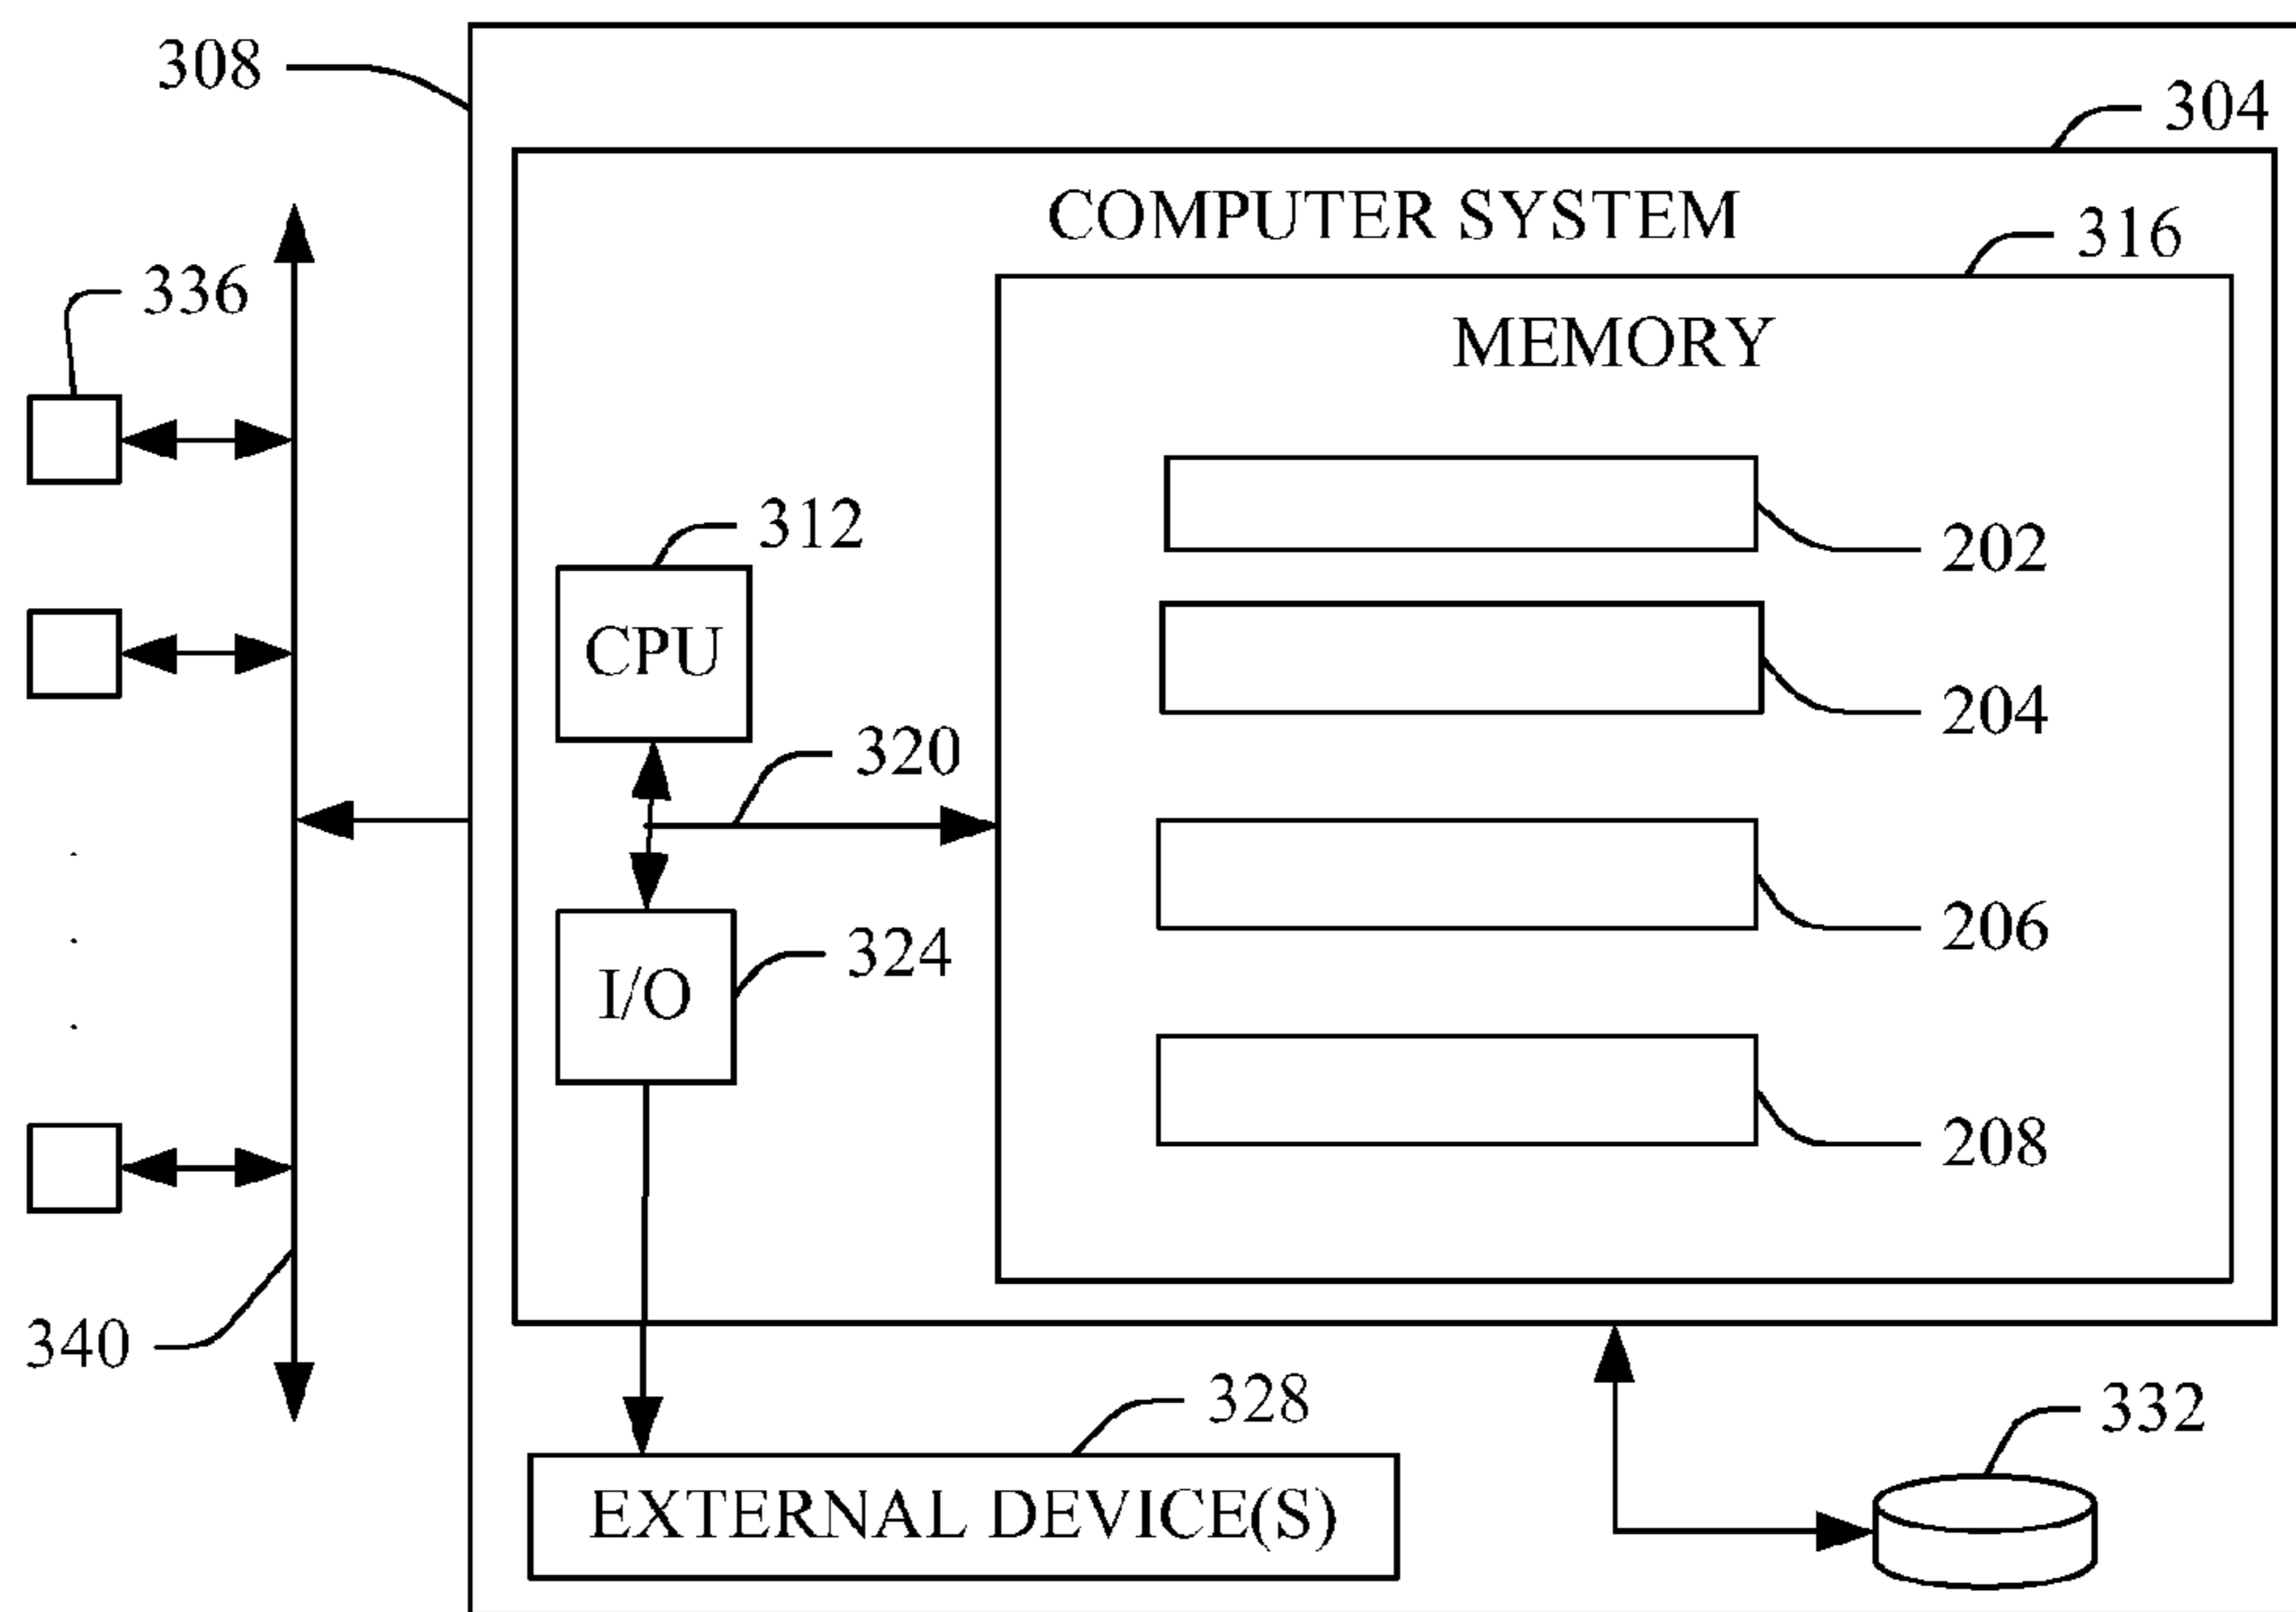 308
304
COMPUTER SYSTEM
316
336
MEMORY
312
202
CPU
204
320
206
324
I/O
208
340
328
332
EXTERNAL DEVICE(S)